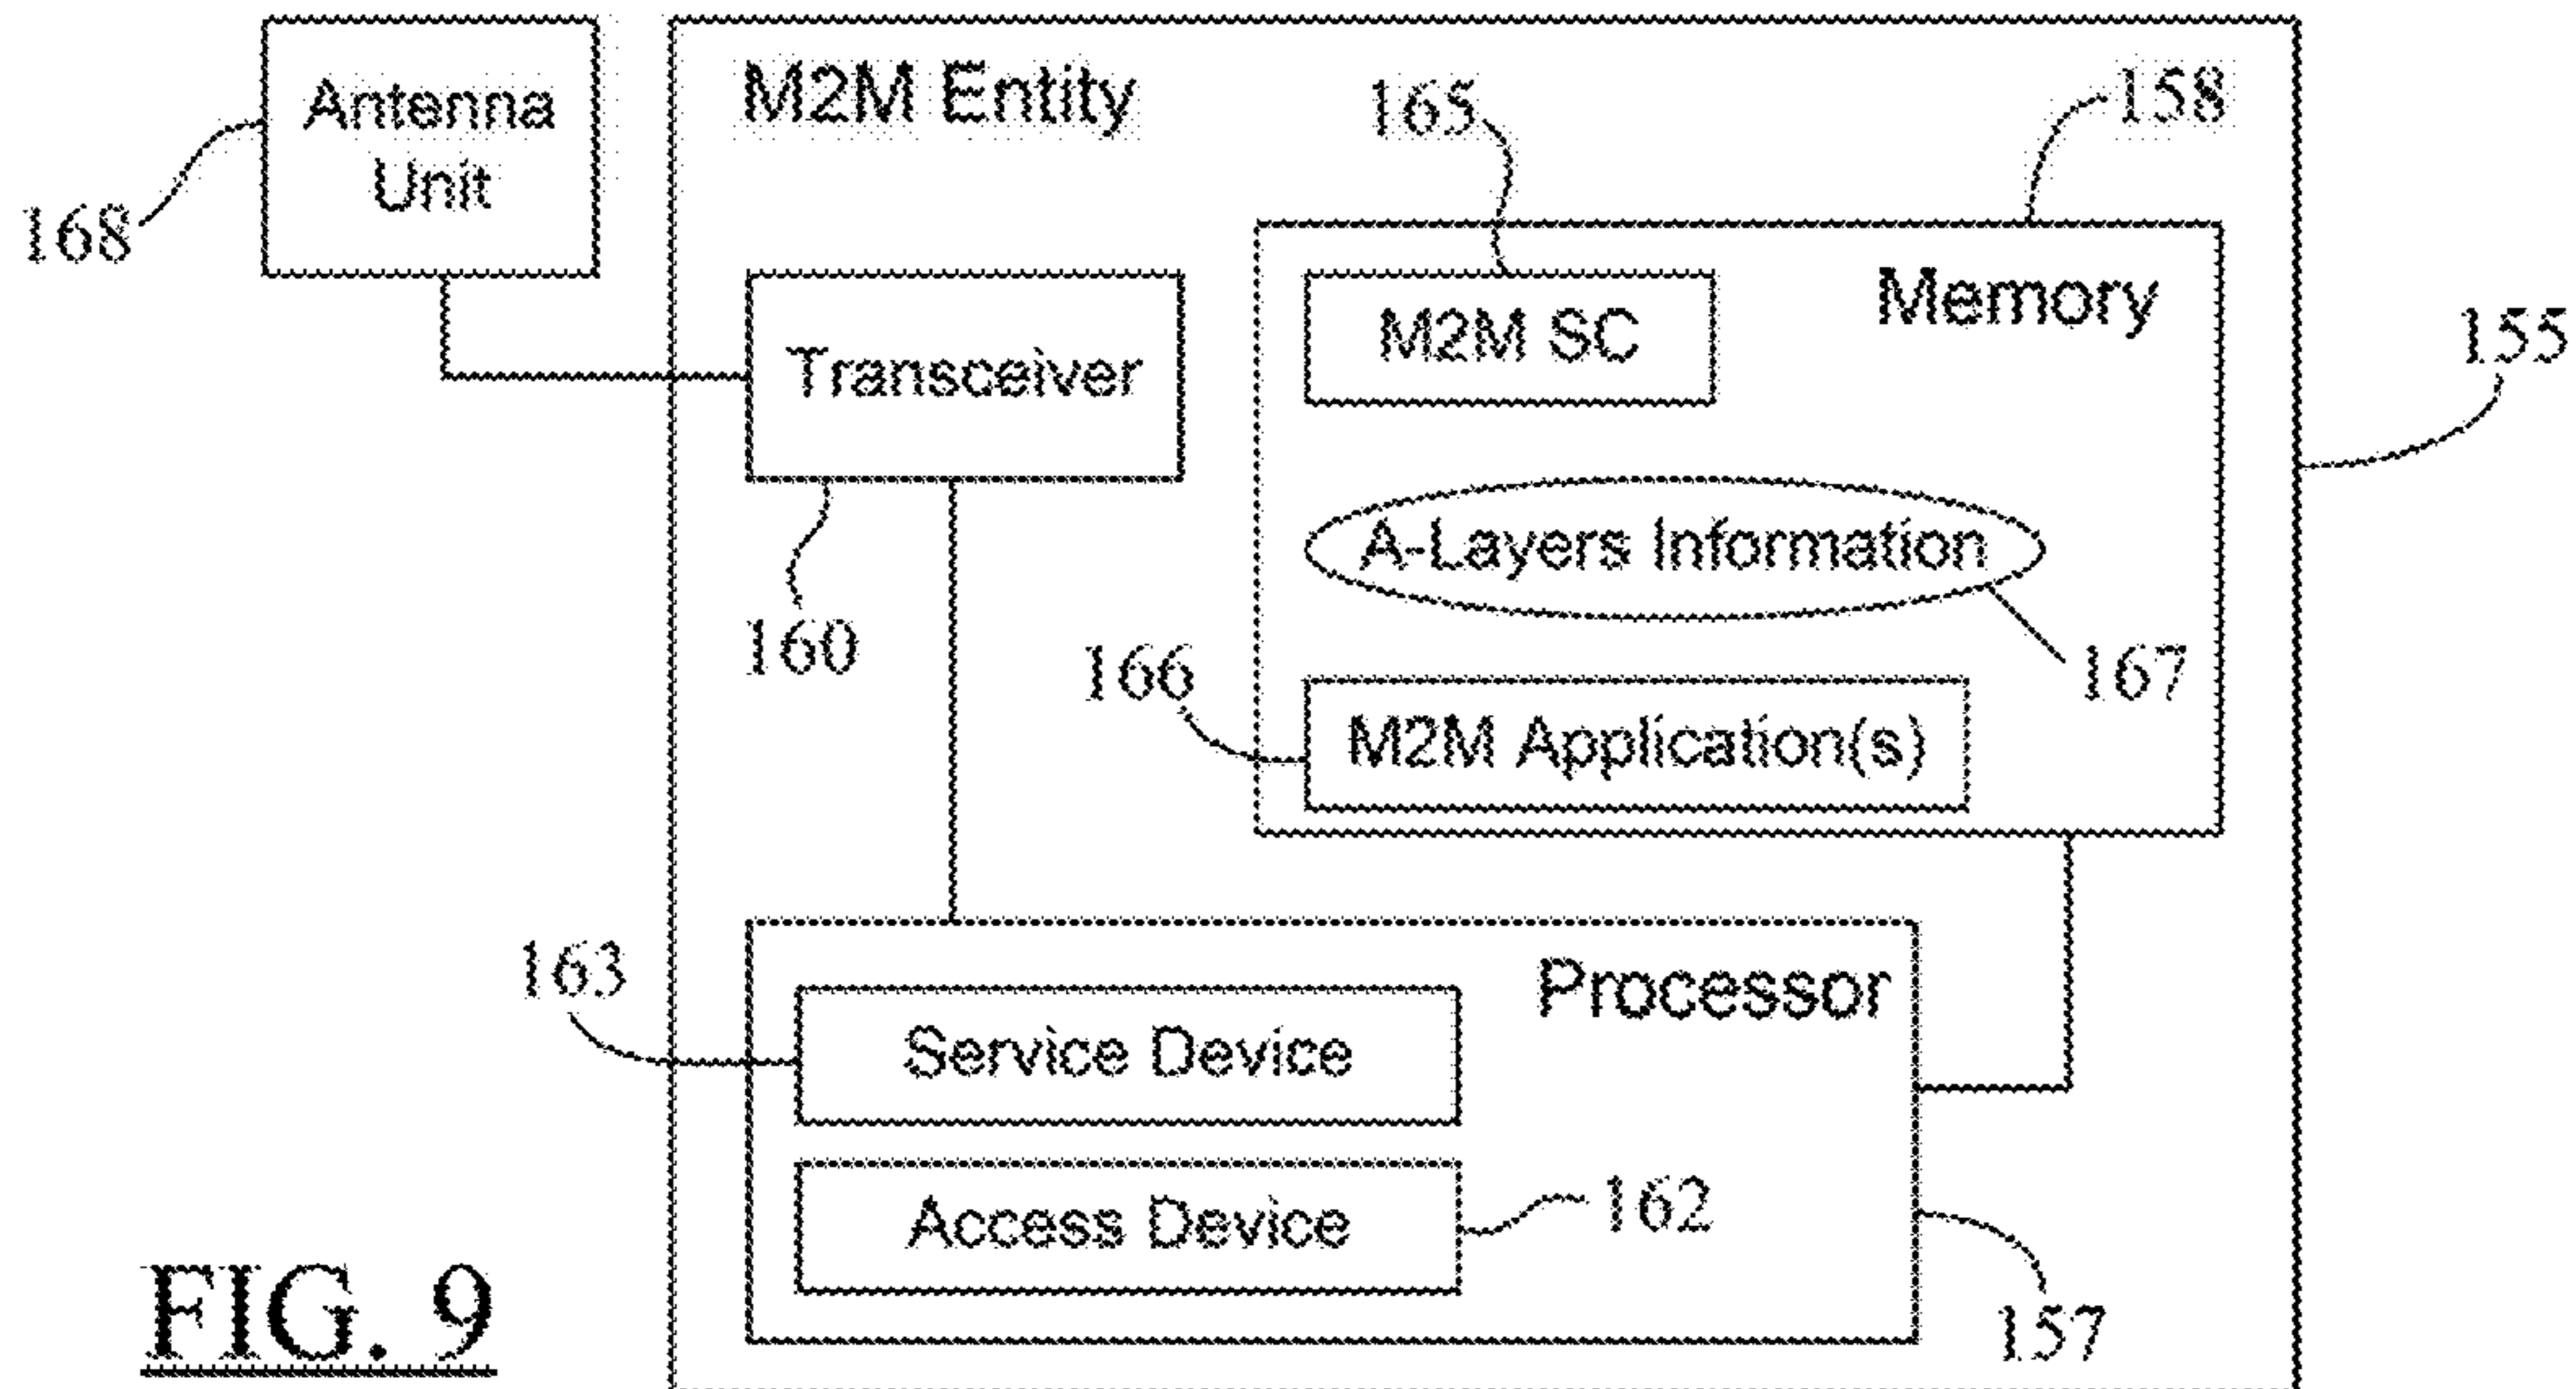 Antenna
Unit
168
M2M Entity
165
158
M2M SC
Memory
155
Transceiver
160
A-Layers Information
167
166
M2M Application(s)
163
Processor
Service Device
Access Device
162
157
FIG. 9